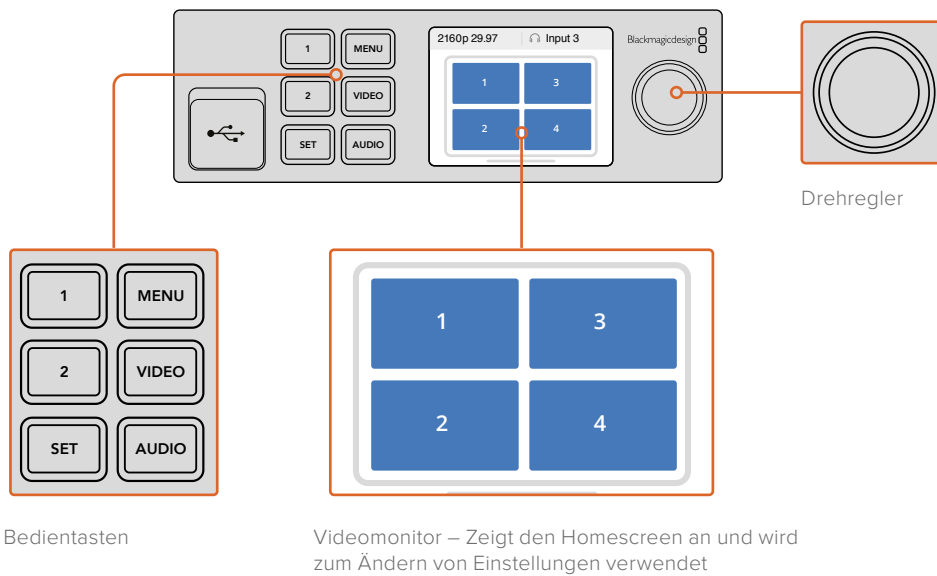 2160p 29.97
Input 3
Blackmagicdesign
1
MENU
1
3
2
VIDEO
2
4
SET
AUDIO
Drehregler
1
MENU
2
VIDEO
SET
AUDIO
1
3
2
4
Bedientasten
Videomonitor – Zeigt den Homescreen an und wird
zum Ändern von Einstellungen verwendet